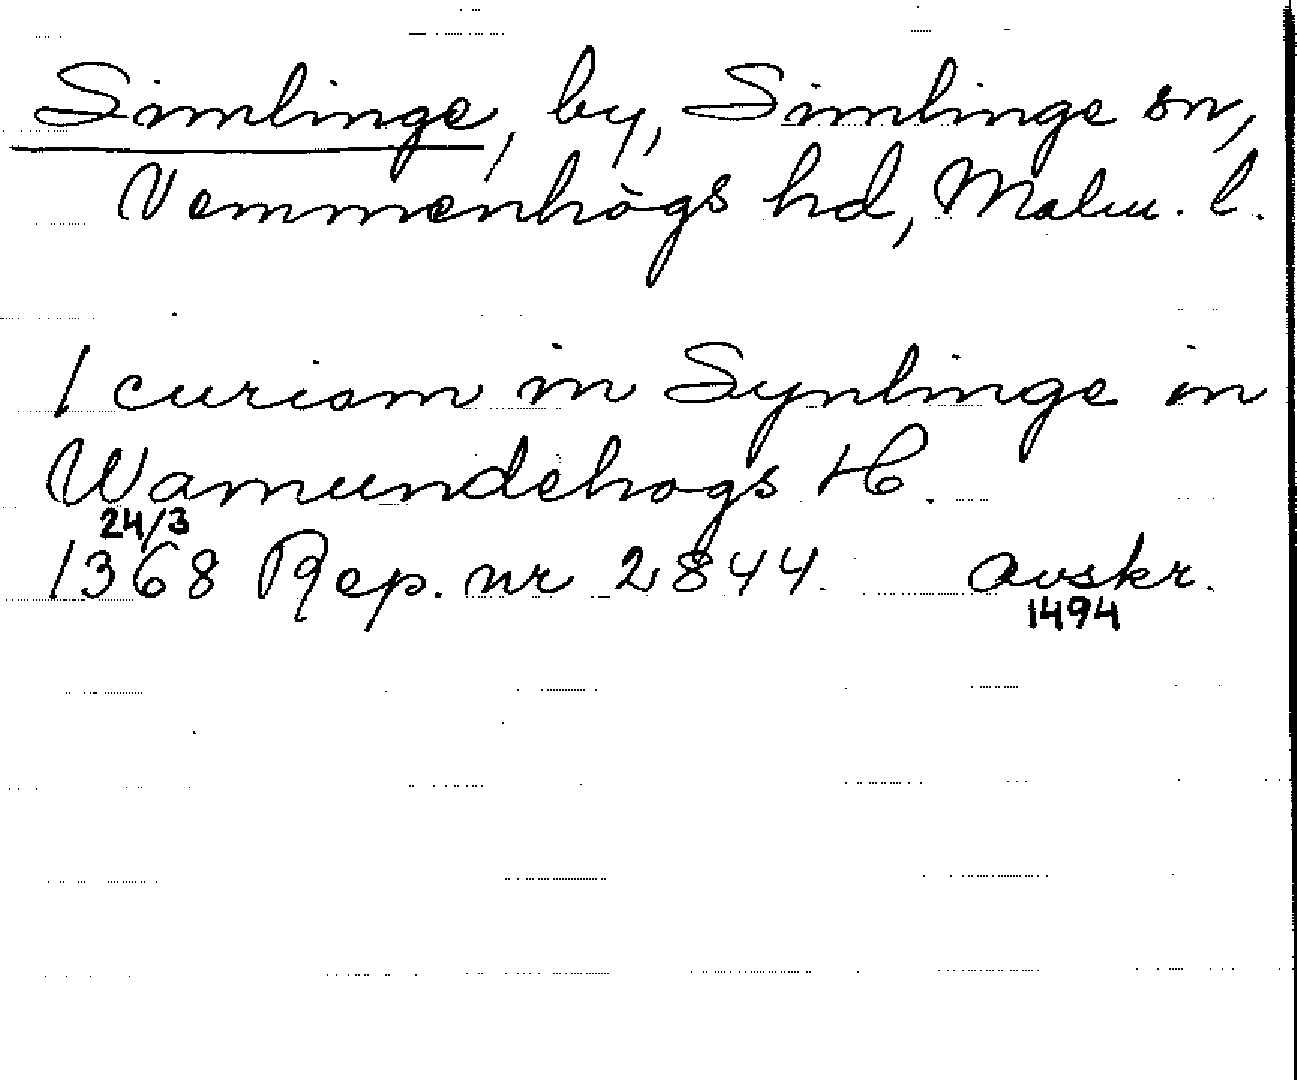 Simlinge, by, Simlinge sn,
Vemmenhögs hd, Malm. l.
1 curiam in Synlinge in
Wamundehogs H.
24/3
1368 Rep. nr 2844 avskr.
1494